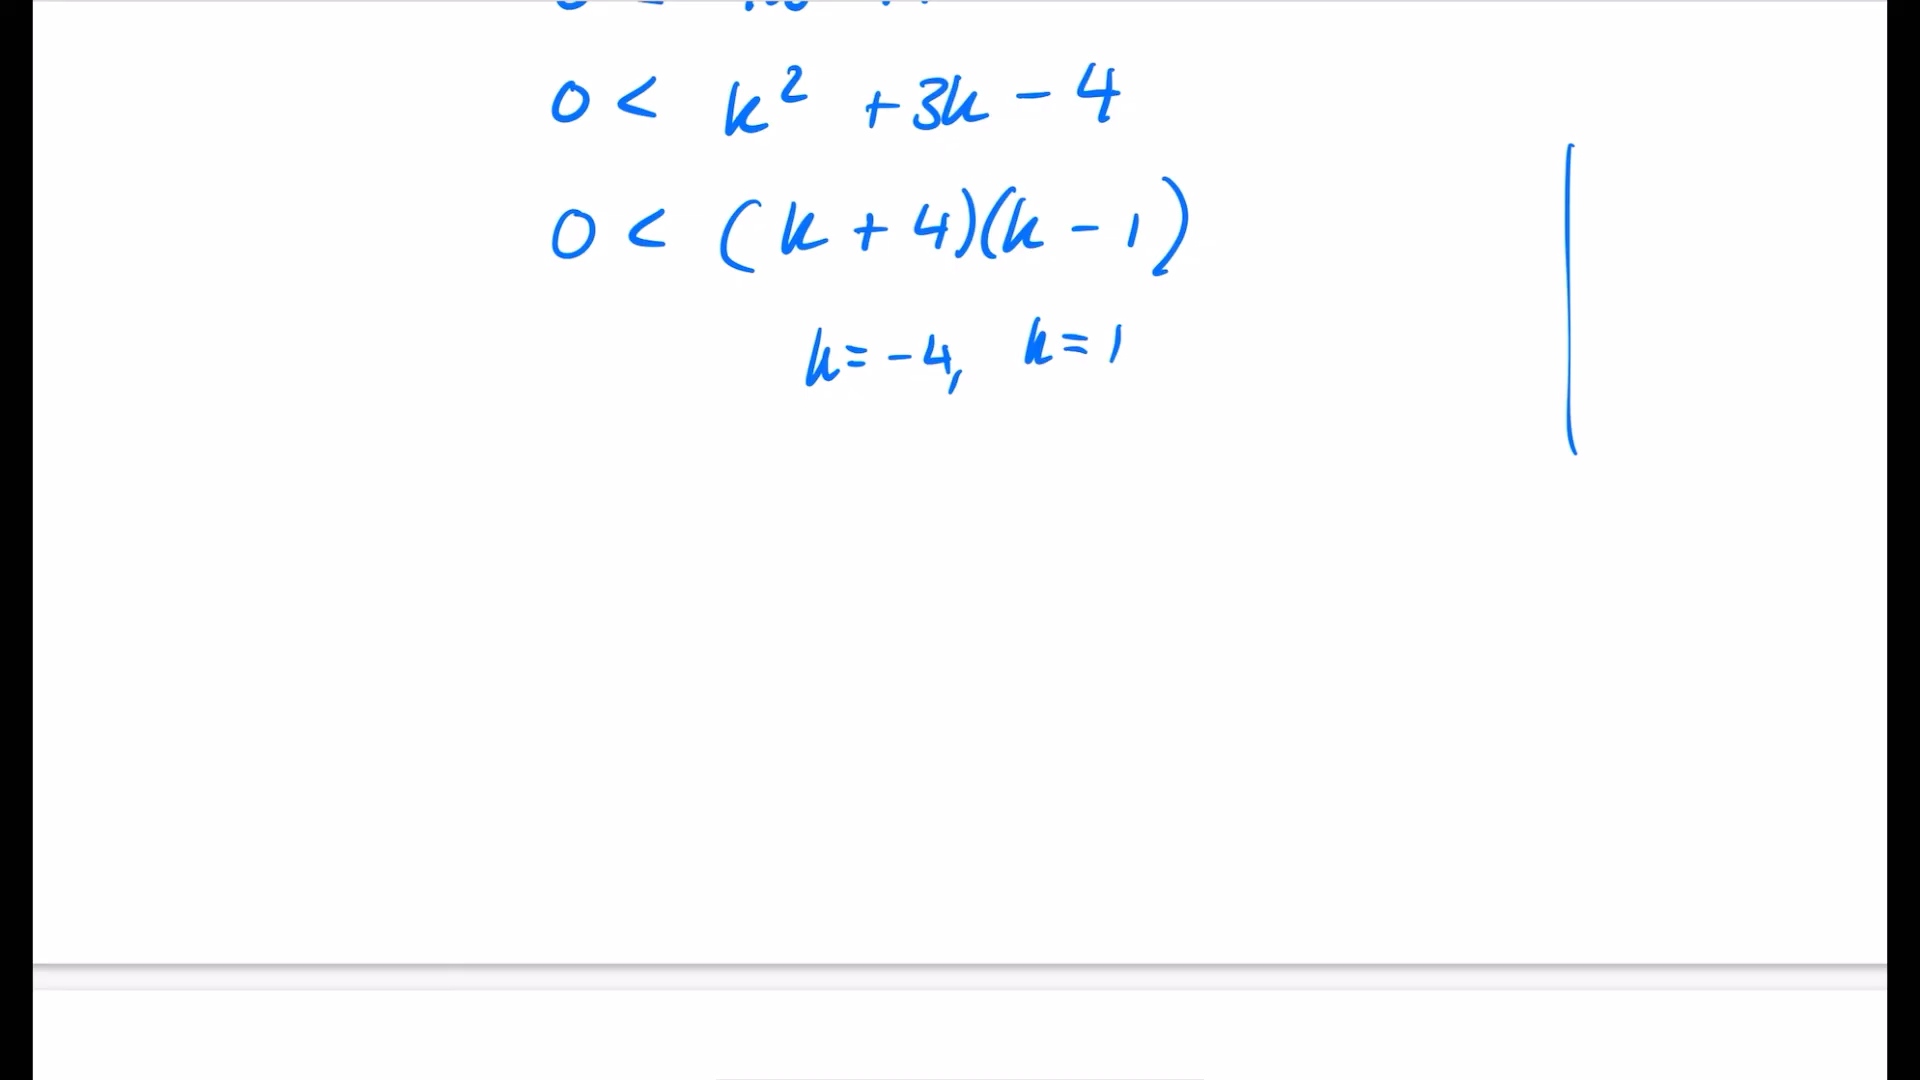 0 < k² + 3k - 4
0 < (k + 4)(k - 1)
k = -4, k = 1